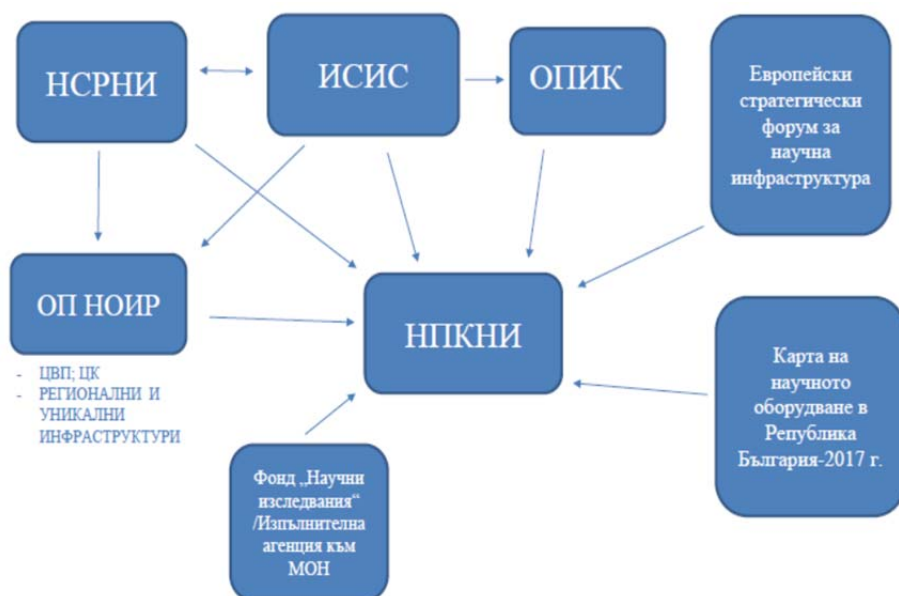 НСРНИ
ИСИС
ОПИК
Европейски
стратегически
форум за
научна
инфраструктура
ОП НОИР
НПКНИ
- ЦВП; ЦК
- РЕГИОНАЛНИ И
УНИКАЛНИ
ИНФРАСТРУКТУРИ
Карта на
научното
оборудване в
Република
България-2017 г.
Фонд „Научни
изследвания“
/Изпълнителна
агенция към
МОН